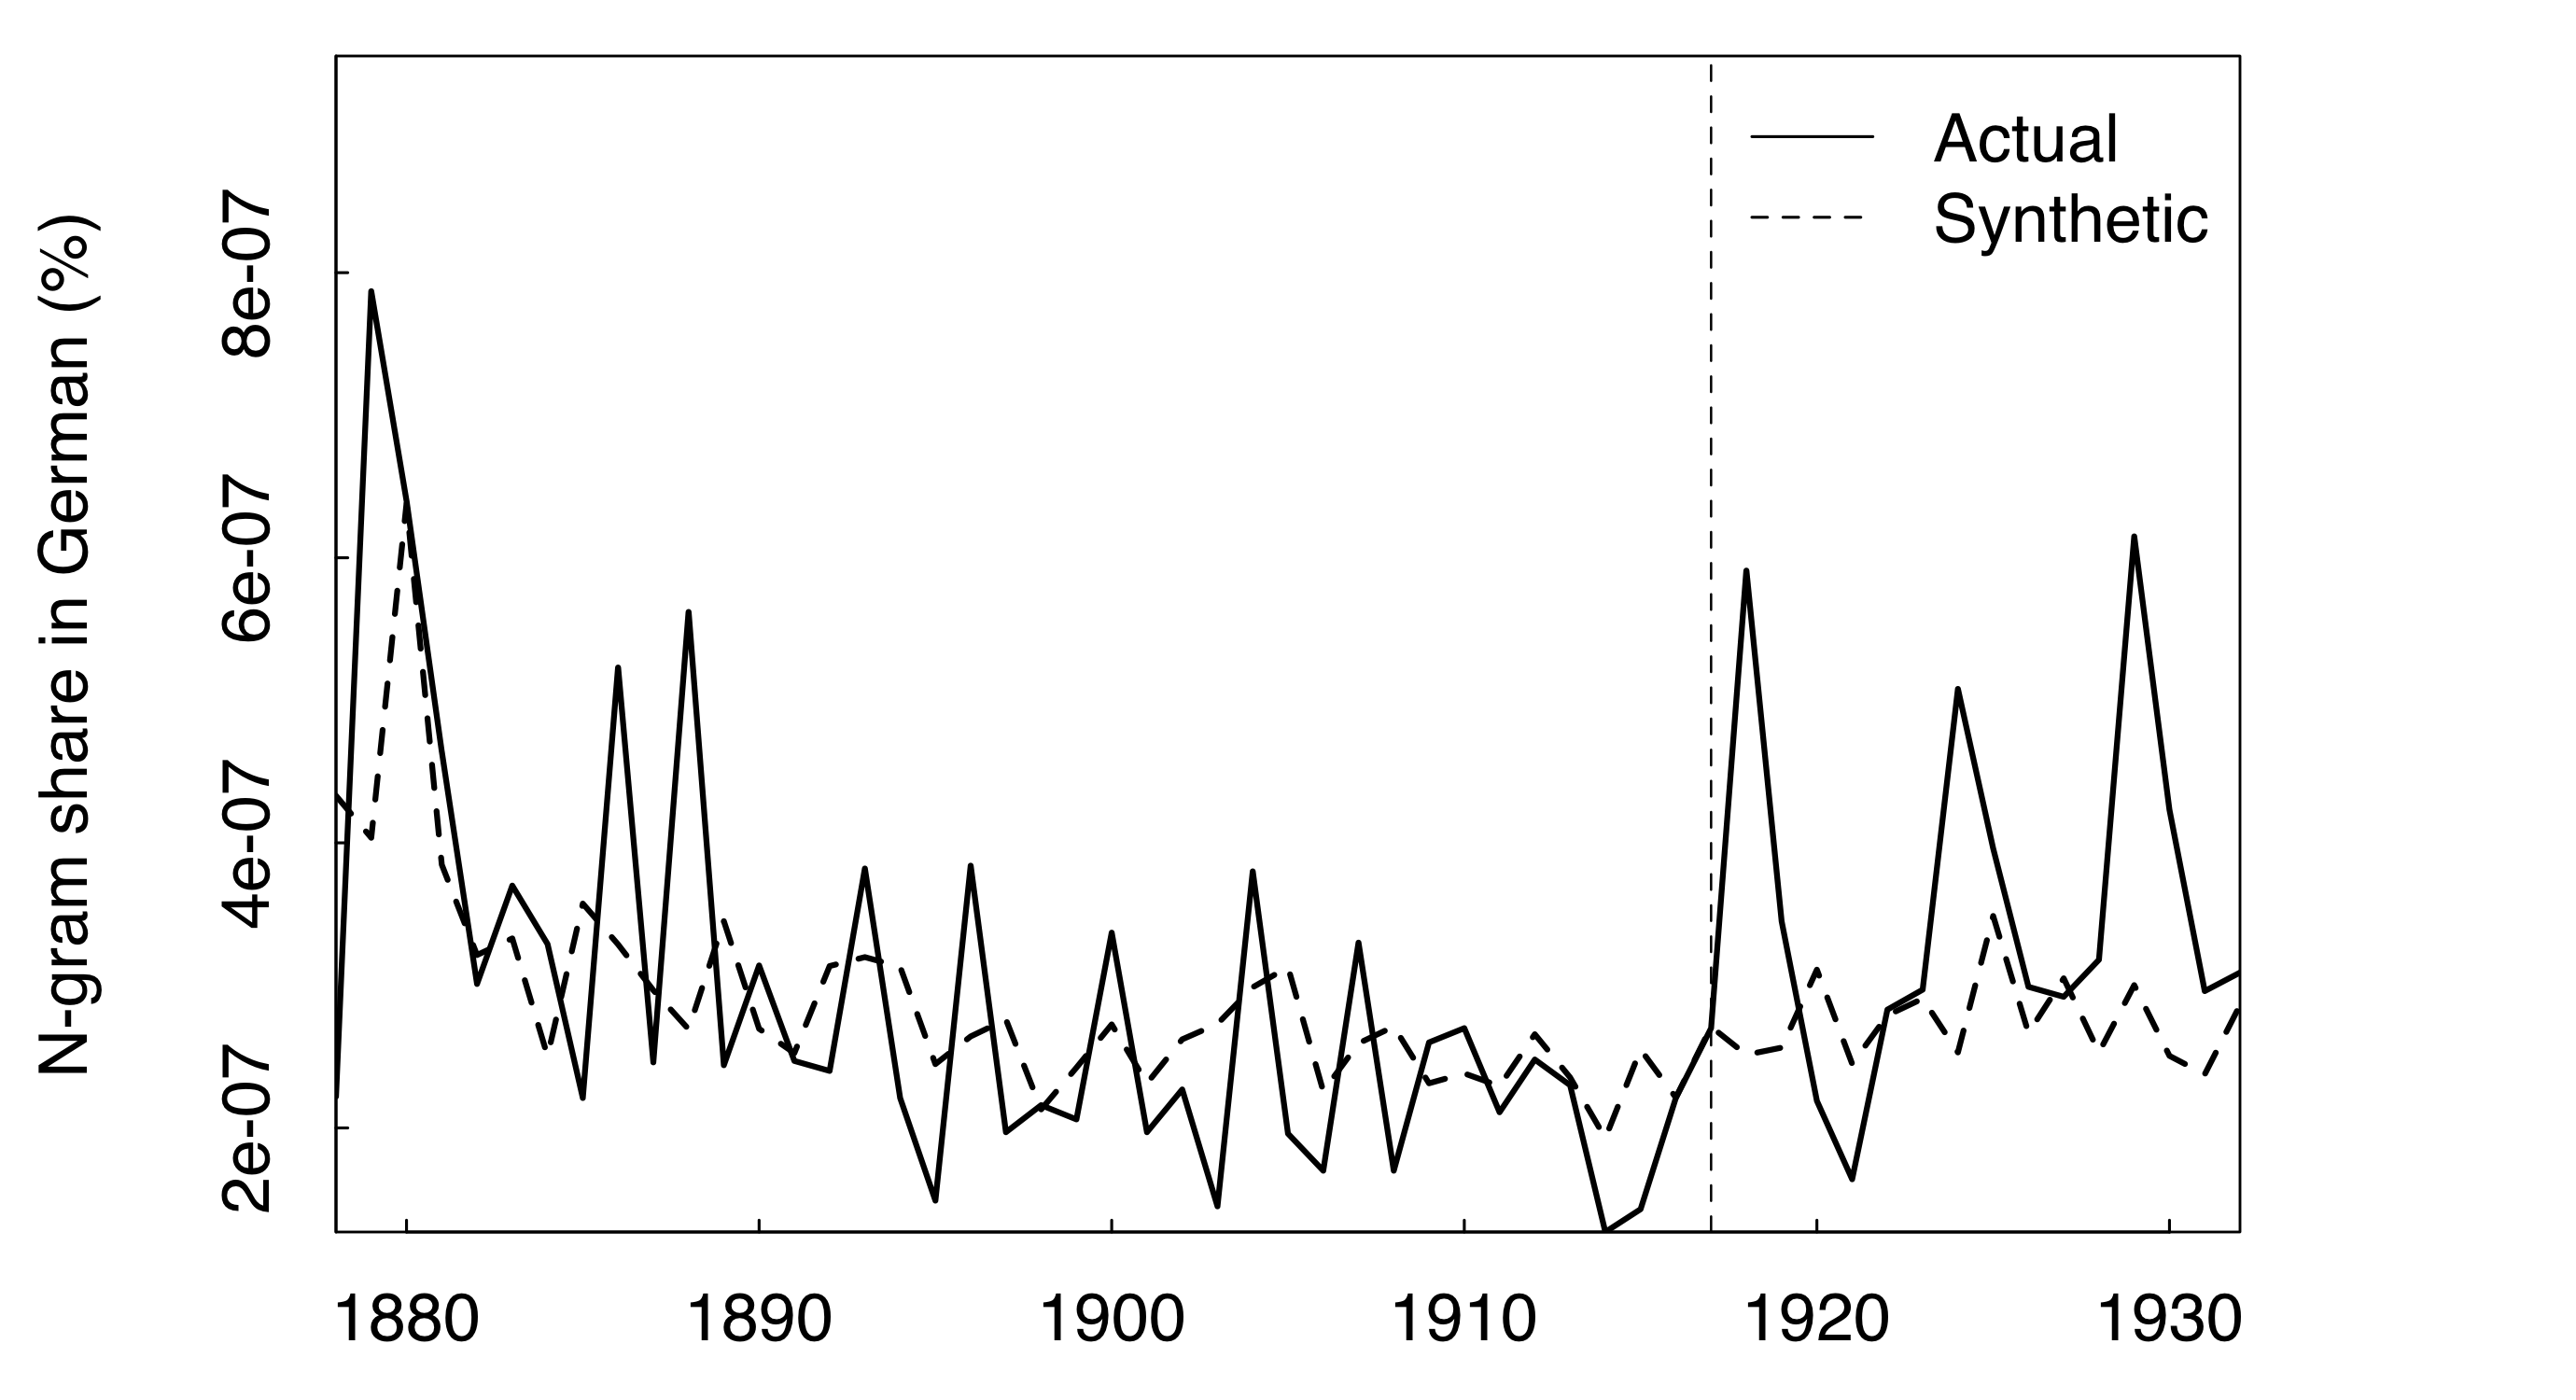 N-gram share in German (%)
8e-07
6e-07
4e-07
2e-07
Actual
Synthetic
1880 1890 1900 1910 1920 1930